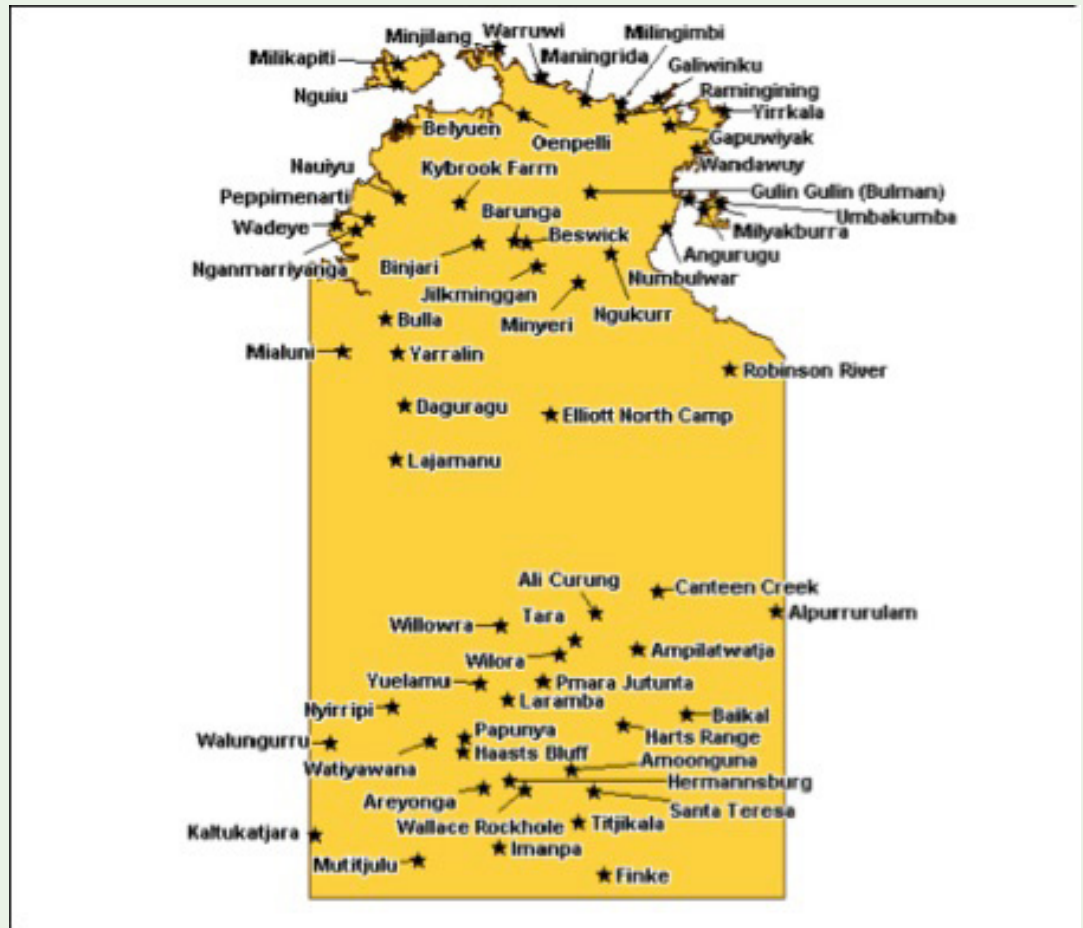 Warruwi
Milingimbi
Minjilang
Maningrida
Milikapiti
Galiwinku
Ramingining
Nguiu
Yirrkala
Belyuen
Gapuwiyak
Oenpelli
Wandawuy
Nauiyu
Kybrook Farm
Gulin Gulin (Bulman)
Peppimenarti
Barunga
Umbakumba
Wadeye
Beswick
Milyakburra
Angurugu
Nganmarriyanga
Binjari
Numbulwar
Jilkminggan
Ngukurr
Bulla
Minyeri
Mialuni
Yarralin
Robinson River
Daguragu
Elliott North Camp
Lajamanu
Ali Curung
Canteen Creek
Tara
Alpurrurulam
Willowra
Ampilatwatja
Wilora
Yuelamu
Pmara Jutunta
Laramba
Nyirripi
Baikal
Papunya
Harts Range
Walungurru
Haasts Bluff
Amoonguna
Watiyawana
Hermannsburg
Areyonga
Santa Teresa
Wallace Rockhole
Titjikala
Kaltukatjara
Imanpa
Mutitjulu
Finke